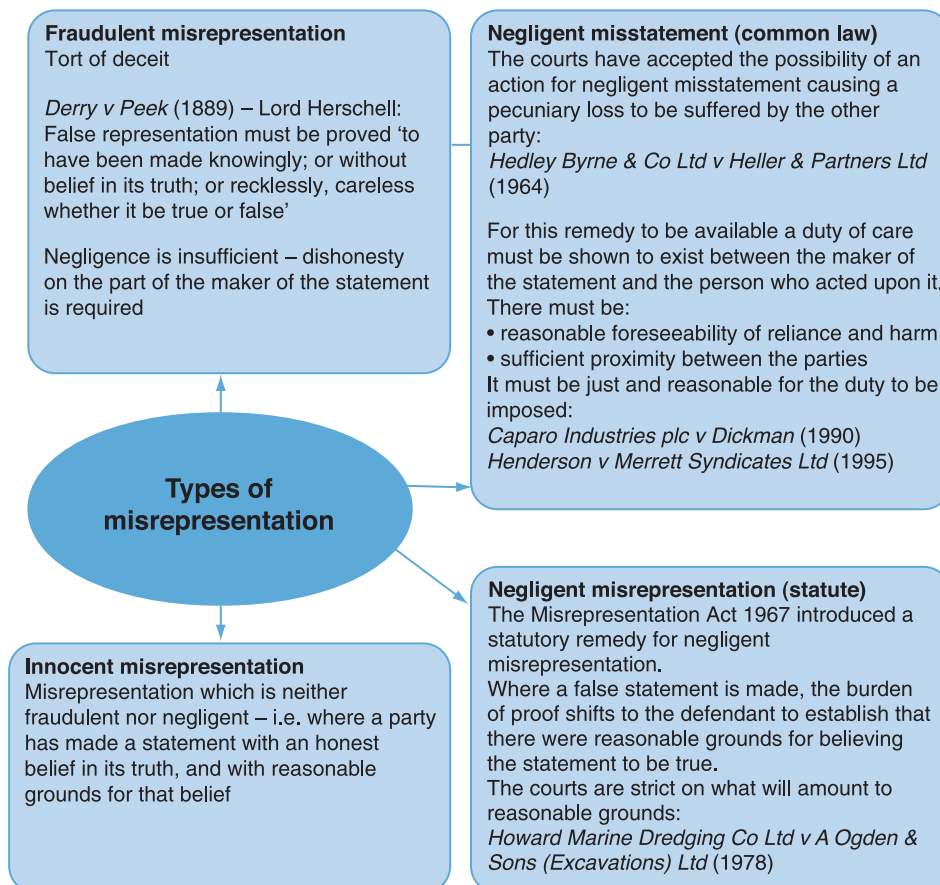 Fraudulent misrepresentation
Tort of deceit
Derry v Peek (1889) – Lord Herschell:
False representation must be proved ‘to
have been made knowingly; or without
belief in its truth; or recklessly, careless
whether it be true or false’
Negligence is insufficient – dishonesty
on the part of the maker of the statement
is required
Negligent misstatement (common law)
The courts have accepted the possibility of an
action for negligent misstatement causing a
pecuniary loss to be suffered by the other
party:
Hedley Byrne & Co Ltd v Heller & Partners Ltd
(1964)
For this remedy to be available a duty of care
must be shown to exist between the maker of
the statement and the person who acted upon it.
There must be:
• reasonable foreseeability of reliance and harm
• sufficient proximity between the parties
It must be just and reasonable for the duty to be
imposed:
Caparo Industries plc v Dickman (1990)
Henderson v Merrett Syndicates Ltd (1995)
Types of
misrepresentation
Innocent misrepresentation
Misrepresentation which is neither
fraudulent nor negligent – i.e. where a party
has made a statement with an honest
belief in its truth, and with reasonable
grounds for that belief
Negligent misrepresentation (statute)
The Misrepresentation Act 1967 introduced a
statutory remedy for negligent
misrepresentation.
Where a false statement is made, the burden
of proof shifts to the defendant to establish that
there were reasonable grounds for believing
the statement to be true.
The courts are strict on what will amount to
reasonable grounds:
Howard Marine Dredging Co Ltd v A Ogden &
Sons (Excavations) Ltd (1978)